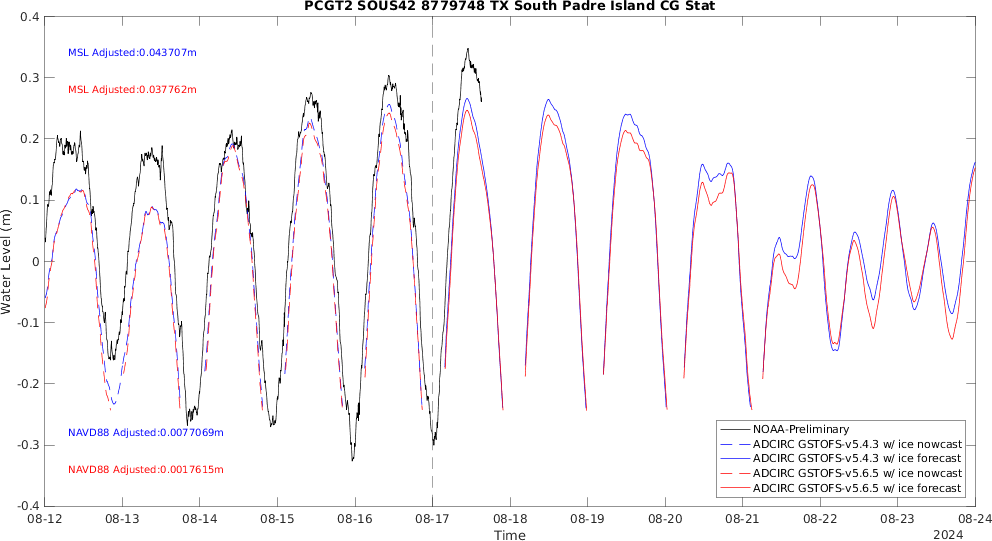 PCGT2 SOUS42 8779748 TX South Padre Island CG Stat
MSL Adjusted:0.043707m
MSL Adjusted:0.037762m
NAVD88 Adjusted:0.0077069m
NAVD88 Adjusted:0.0017615m
Water Level (m)
0.4
0.3
0.2
0.1
0
-0.1
-0.2
-0.3
-0.4
NOAA-Preliminary
ADCIRC GSTOFS-v5.4.3 w/ ice nowcast
ADCIRC GSTOFS-v5.4.3 w/ ice forecast
ADCIRC GSTOFS-v5.6.5 w/ ice nowcast
ADCIRC GSTOFS-v5.6.5 w/ ice forecast
08-12 08-13 08-14 08-15 08-16 08-17 08-18 08-19 08-20 08-21 08-22 08-23 08-24
Time
2024